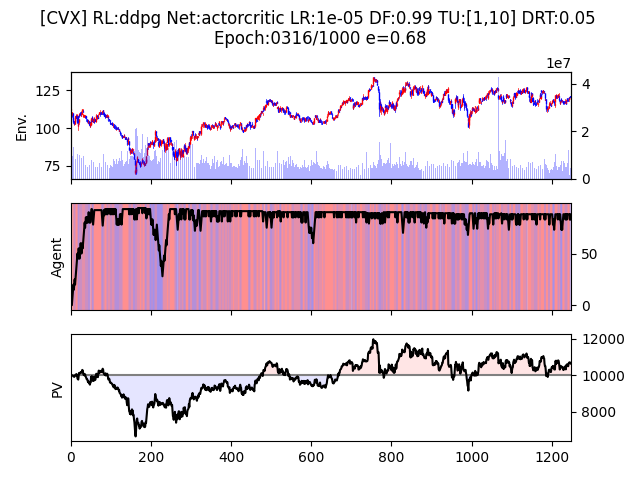 [CVX] RL:ddpg Net:actorcritic LR:1e-05 DF:0.99 TU:[1,10] DRT:0.05
Epoch:0316/1000 e=0.68
1e7
125
100
75
Env.
4
2
0
Agent
50
0
PV
12000
10000
8000
0 200 400 600 800 1000 1200